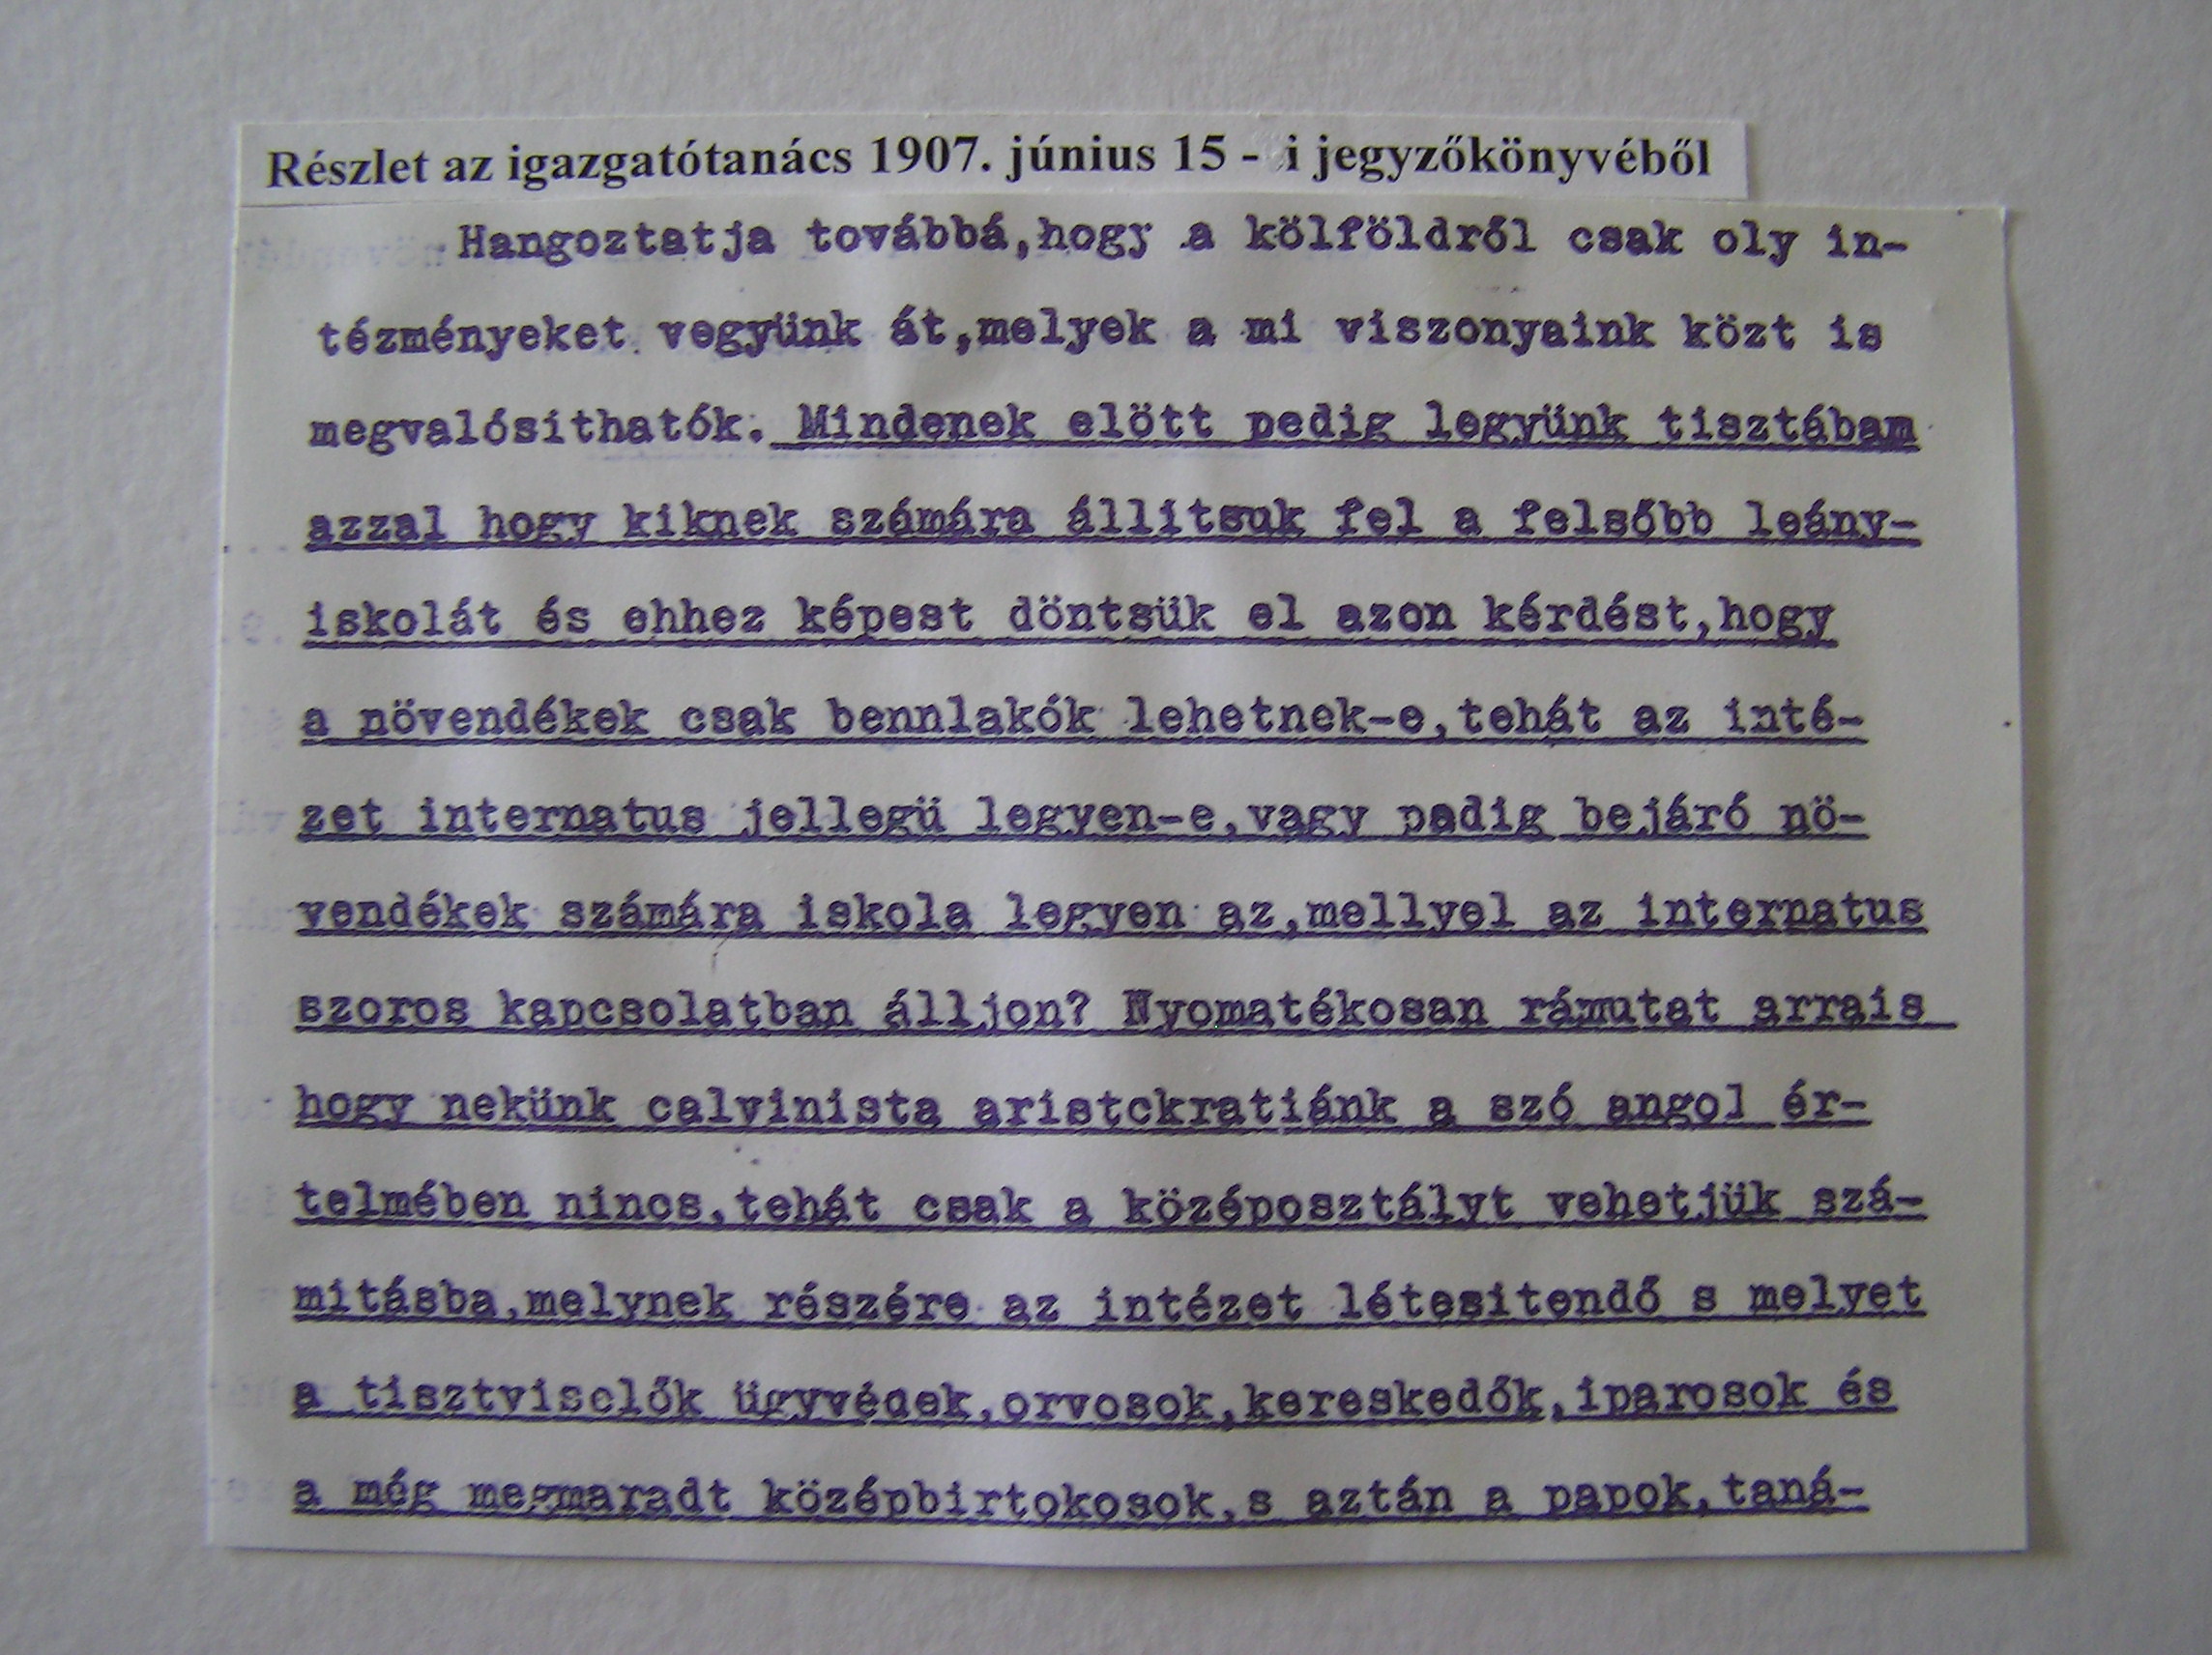 Részlet az igazgatótanács 1907. június 15 - i jegyzőkönyvéből
Hangoztatja továbbá,hogy a kölföldről csak oly in-
tézményeket vegyünk át,melyek a mi viszonyaink közt is
megvalósíthatók. Mindenek elött pedig legyünk tisztábam
azzal hogy kiknek számára állitsuk fel a felsőbb leány-
iskolát és ehhez képest döntsük el azon kérdést,hogy
a növendékek csak bennlakók lehetnek-e,tehát az inté-
zet internatus jellegü legyen-e,vagy pedig bejáró nö-
vendékek számára iskola legyen az,mellyel az internatus
szoros kapcsolatban álljon? Nyomatékosan rámutat arrais
hogy nekünk calvinista aristckratiánk a szó angol ér-
telmében nincs,tehát csak a középosztályt vehetjük szá-
mitásba,melynek részére az intézet létesitendő s melyet
a tisztviselők ügyvédek,orvosok,kereskedők,iparosok és
a még megmaradt középbirtokosok,s aztán a papok,taná-